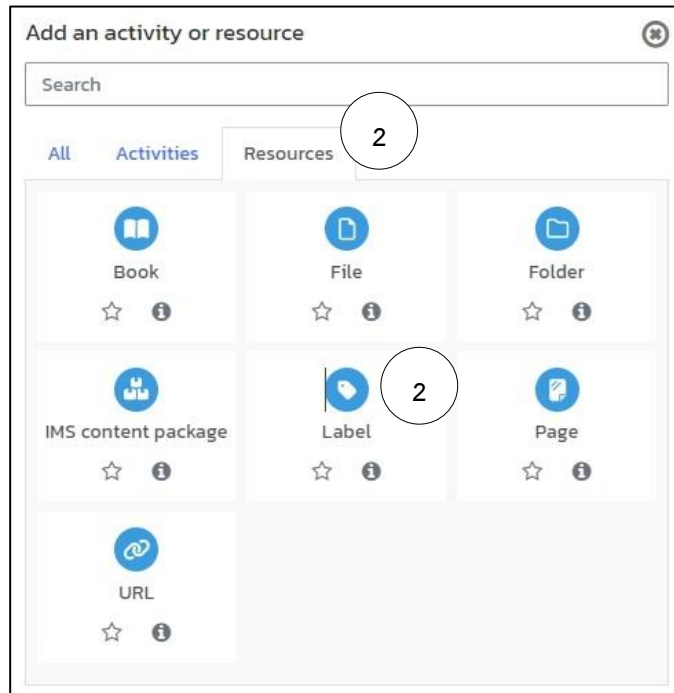 Add an activity or resource
Search
2
All Activities Resources
Book File Folder
2
IMS content package Label Page
URL